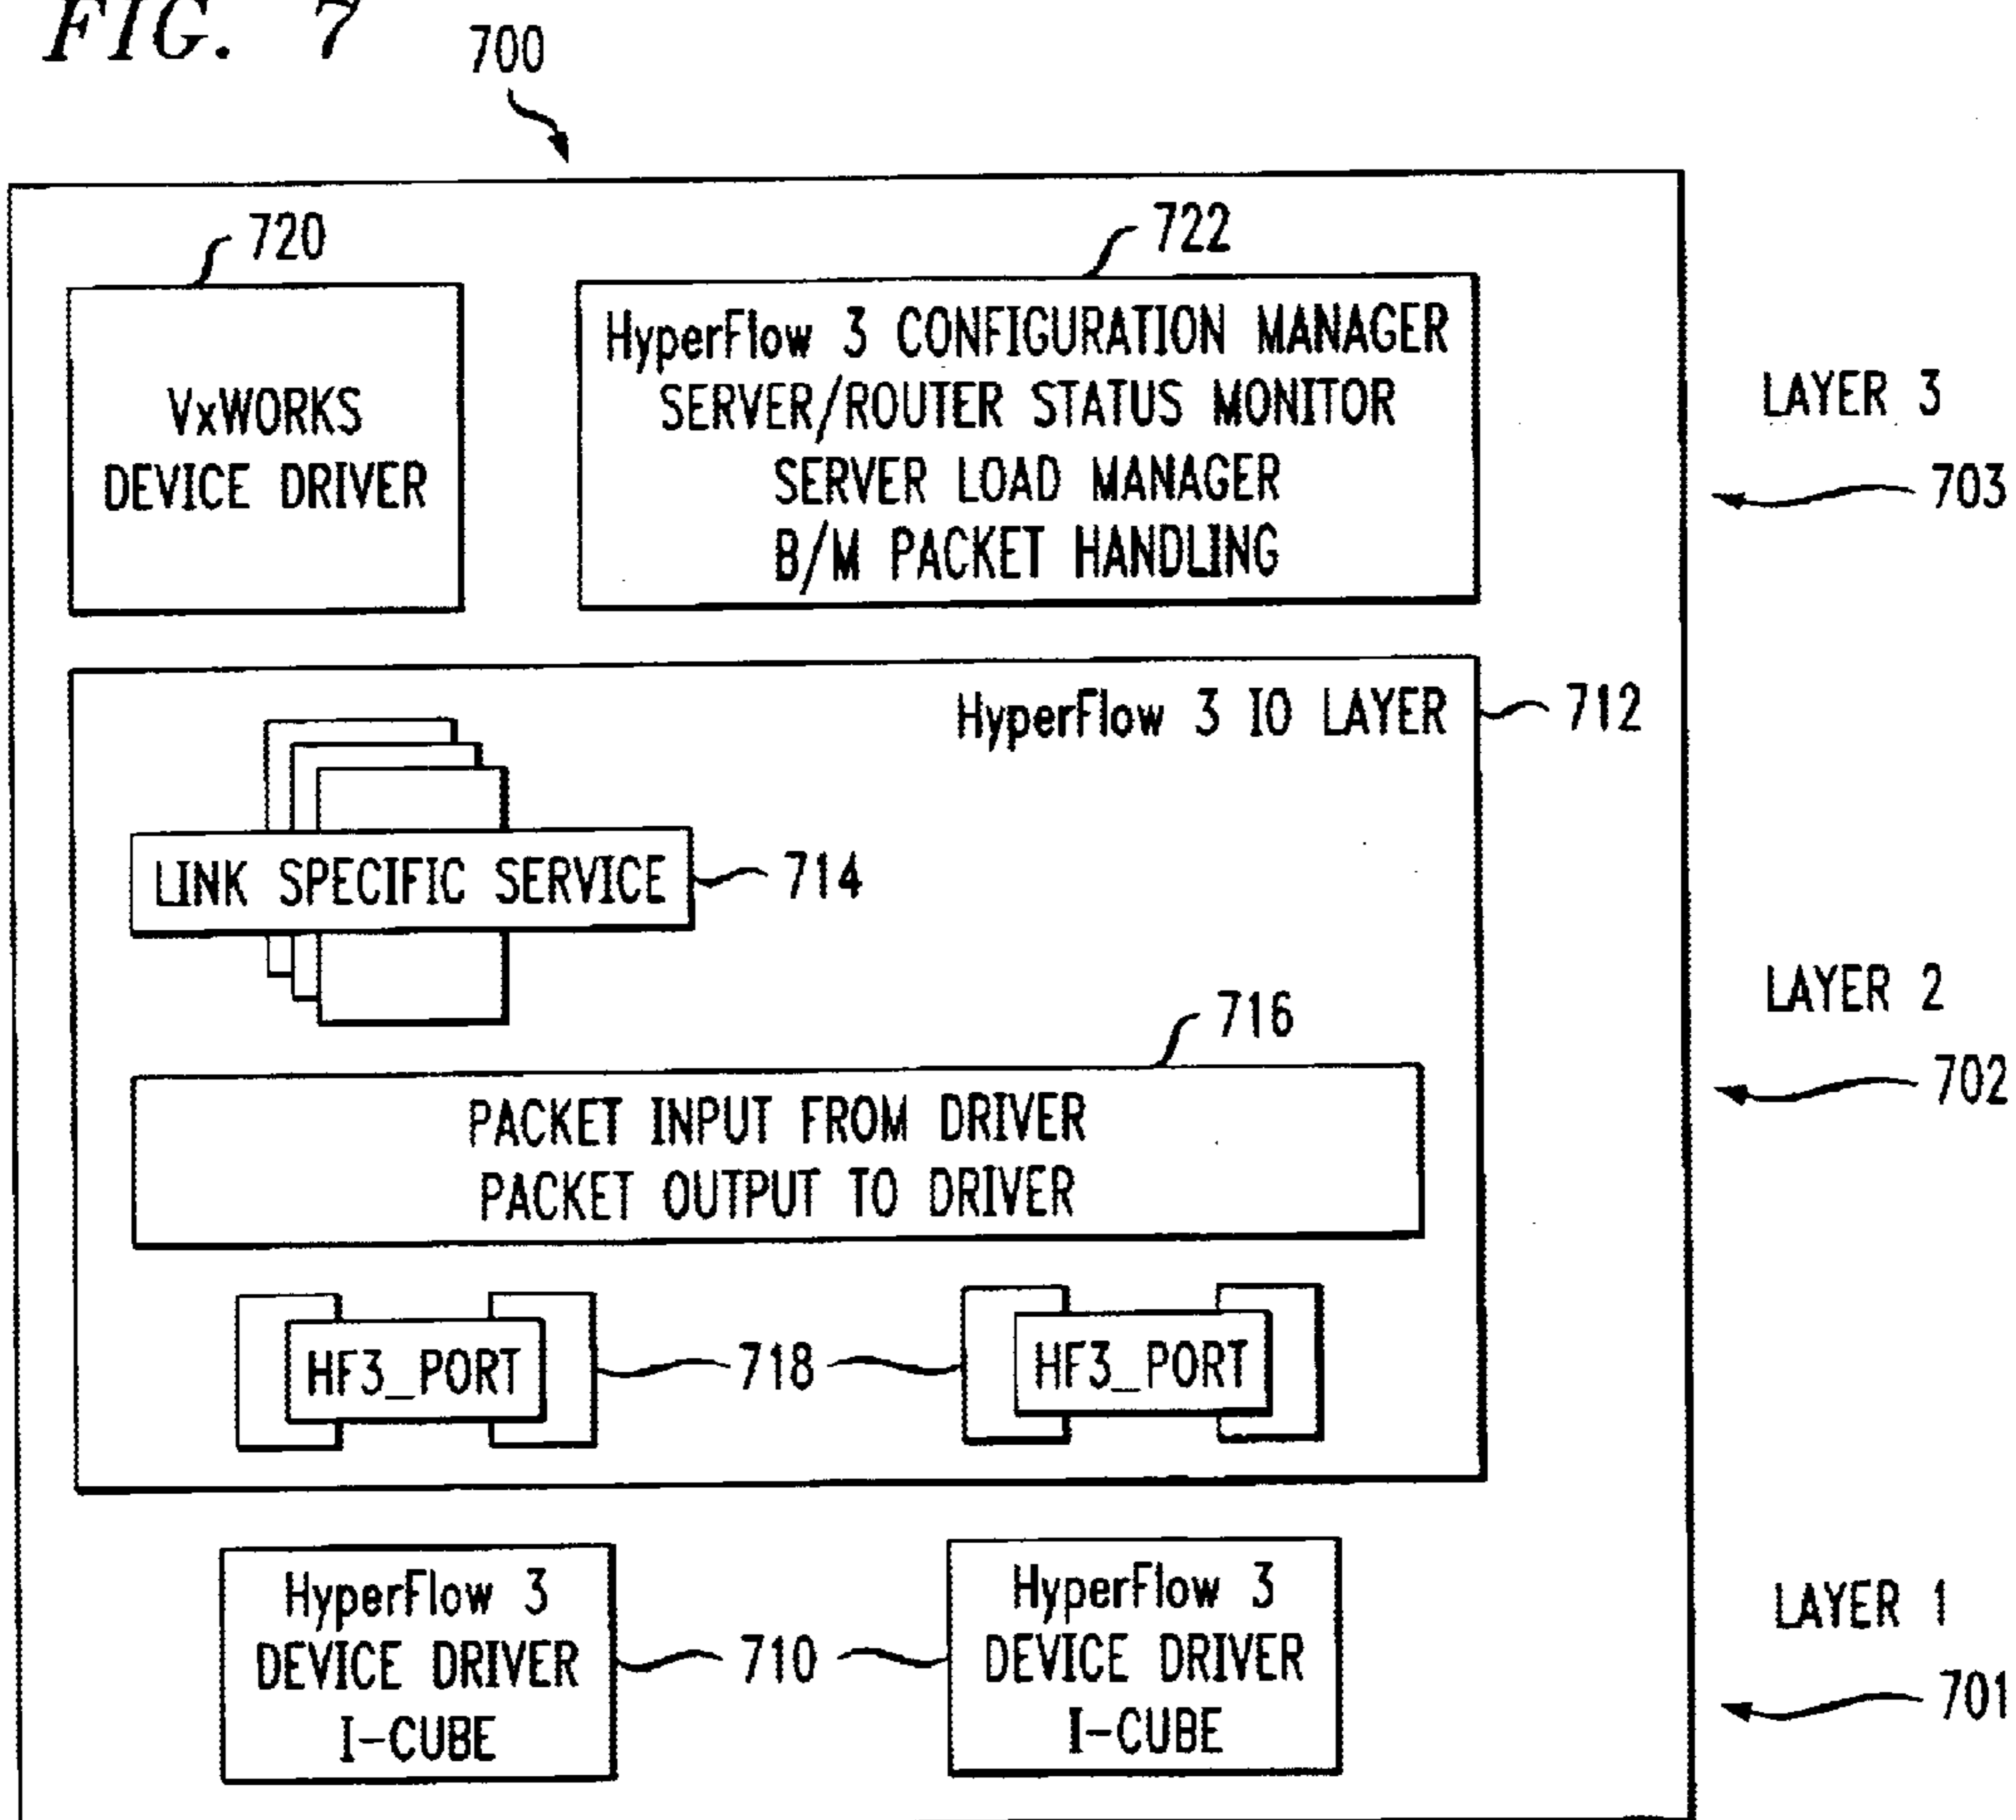 FIG. 7
700
720
722
VxWORKS
DEVICE DRIVER
HyperFlow 3 CONFIGURATION MANAGER
SERVER/ROUTER STATUS MONITOR
SERVER LOAD MANAGER
B/M PACKET HANDLING
LAYER 3
703
HyperFlow 3 IO LAYER
712
LINK SPECIFIC SERVICE
714
LAYER 2
702
716
PACKET INPUT FROM DRIVER
PACKET OUTPUT TO DRIVER
HF3_PORT
718
HF3_PORT
HyperFlow 3
DEVICE DRIVER
I-CUBE
710
HyperFlow 3
DEVICE DRIVER
I-CUBE
LAYER 1
701